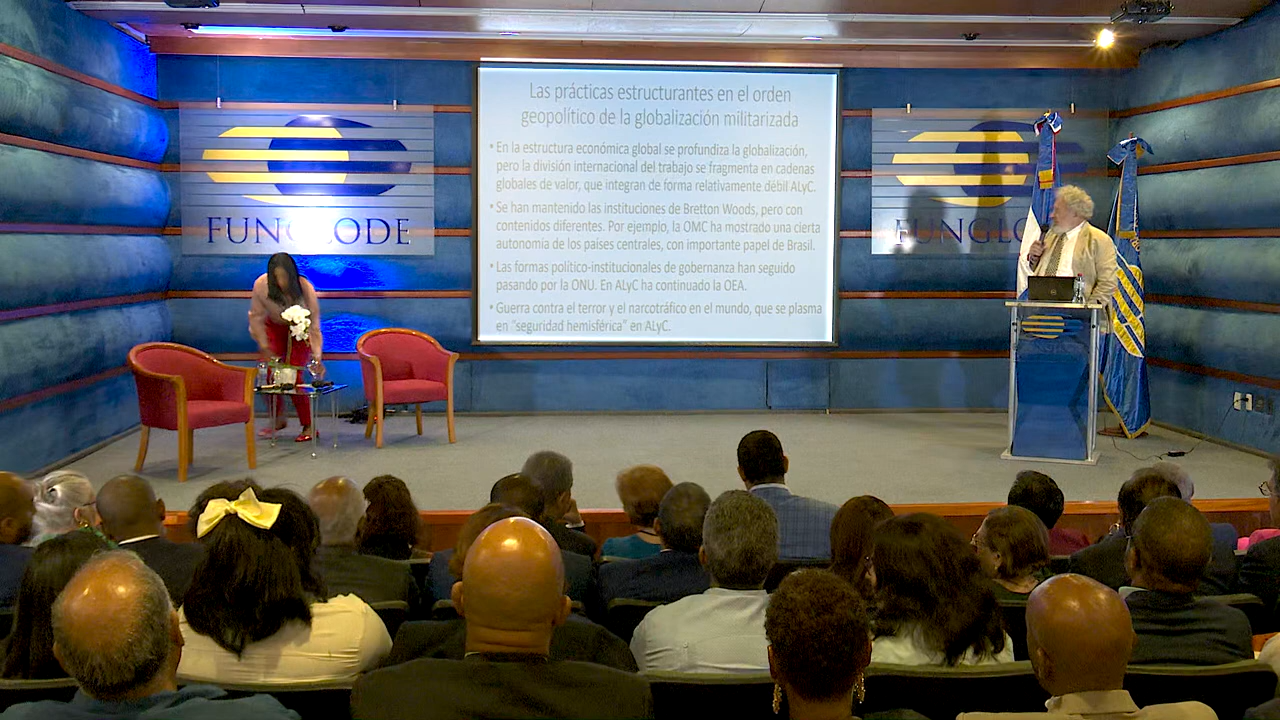 Las prácticas estructurantes en el orden
geopolítico de la globalización militarizada
• En la estructura económica global se profundiza la globalización,
pero la división internacional del trabajo se fragmenta en cadenas
globales de valor, que integran de forma relativamente débil ALyC.
• Se han mantenido las instituciones de Bretton Woods, pero con
contenidos diferentes. Por ejemplo, la OMC ha mostrado una cierta
autonomía de los países centrales, con importante papel de Brasil.
• Las formas político-institucionales de gobernanza han seguido
pasando por la ONU. En ALyC ha continuado la OEA.
• Guerra contra el terror y el narcotráfico en el mundo, que se plasma
en "seguridad hemisférica" en ALyC.
FUNGLODE
FUNGLO